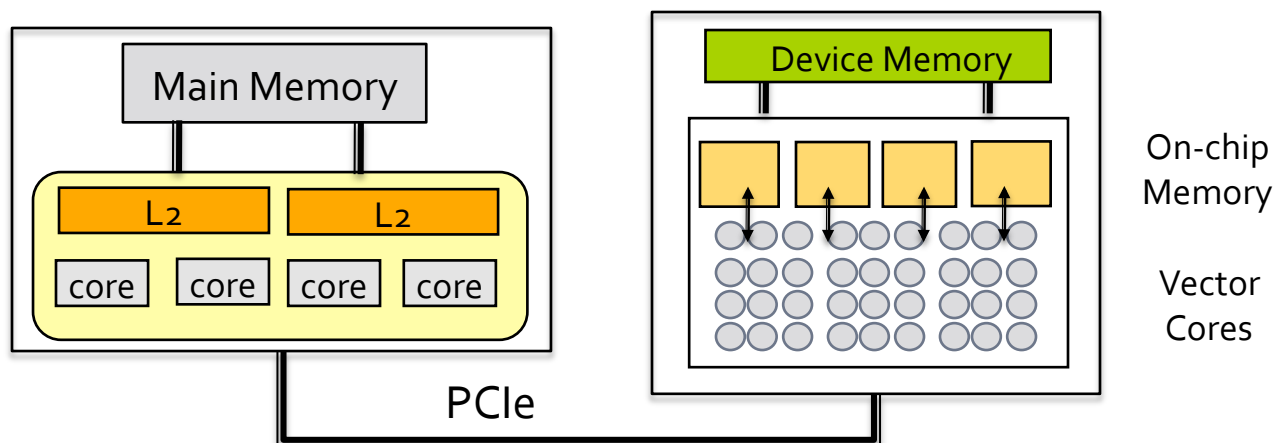 Main Memory
L2
L2
core
core
core
core
PCIe
Device Memory
On-chip
Memory
Vector
Cores